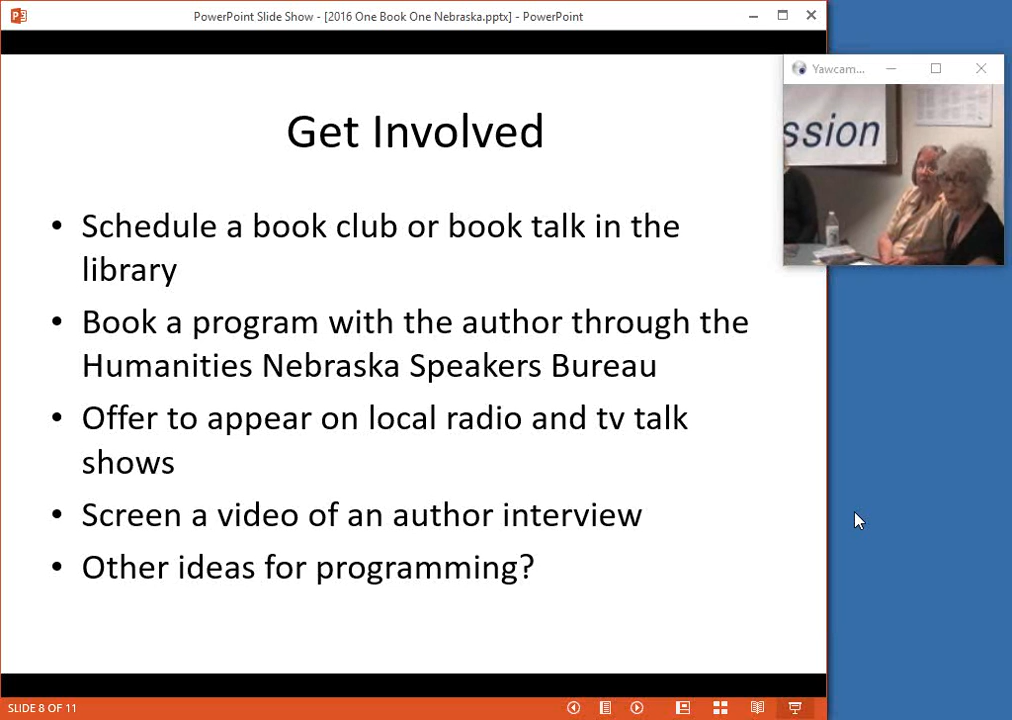 PowerPoint Slide Show - [2016 One Book One Nebraska.pptx] - PowerPoint
Yawcam...
ssion
Get Involved
• Schedule a book club or book talk in the
library
• Book a program with the author through the
Humanities Nebraska Speakers Bureau
• Offer to appear on local radio and tv talk
shows
• Screen a video of an author interview
• Other ideas for programming?
SLIDE 8 OF 11